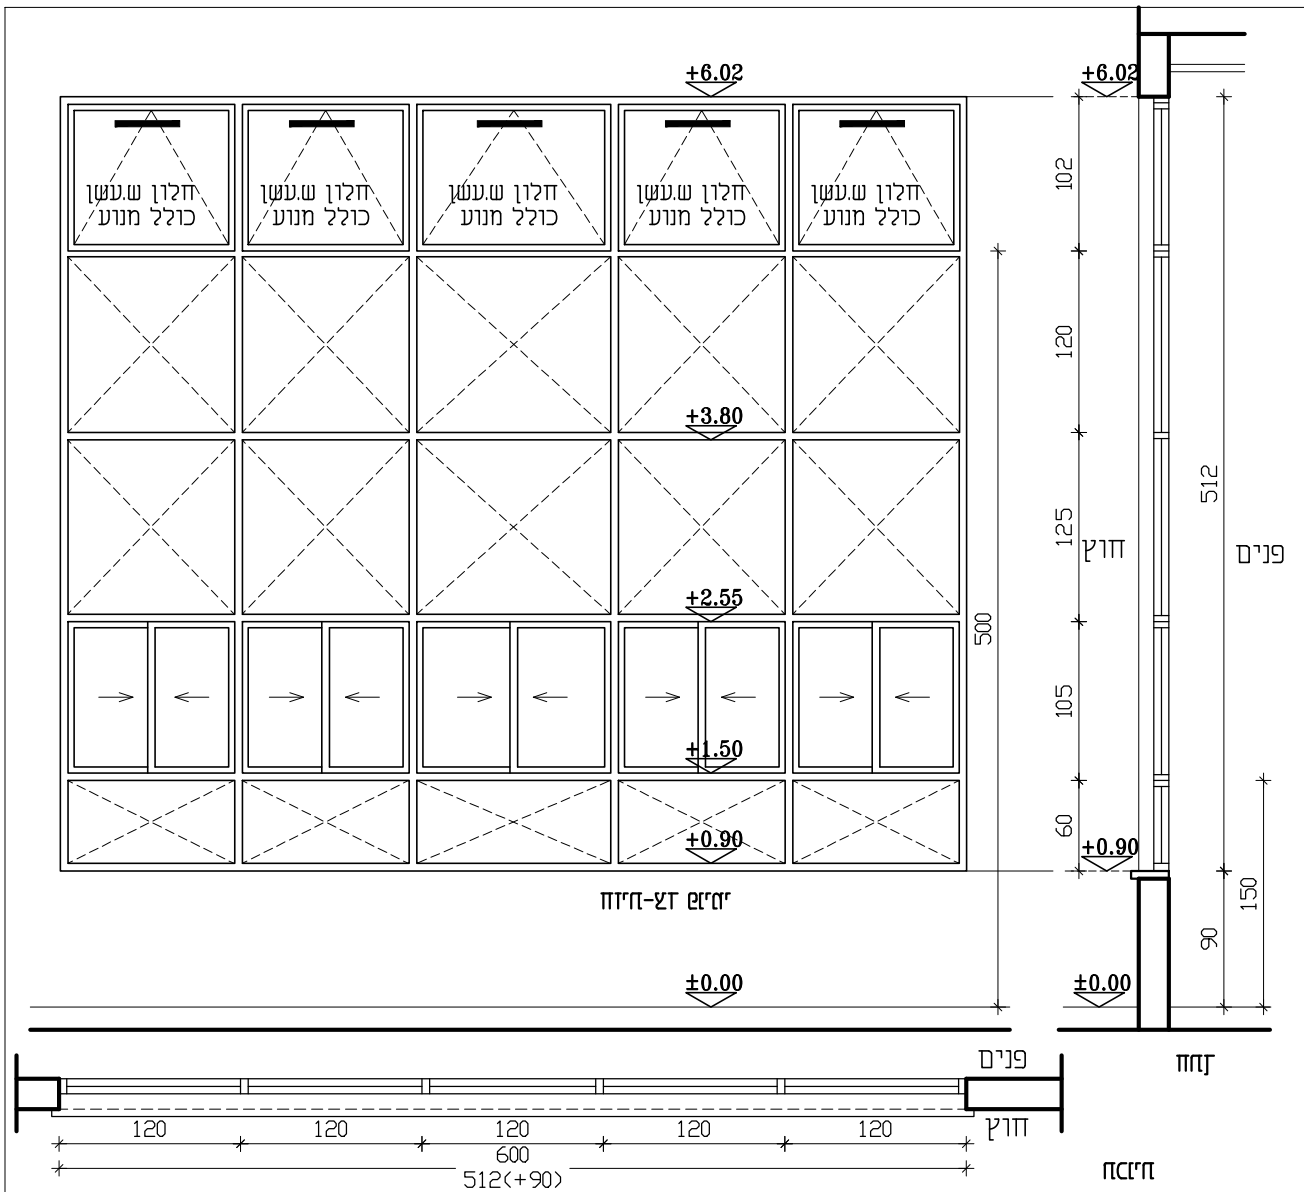 +6.02
+6.02
חלון ש.עשן
כולל מנוע
חלון ש.עשן
כולל מנוע
חלון ש.עשן
כולל מנוע
חלון ש.עשן
כולל מנוע
חלון ש.עשן
כולל מנוע
102
120
+3.80
512
125
חוץ
פנים
+2.55
500
105
+1.50
60
+0.90
+0.90
150
חזית-צד פנימי
90
±0.00
±0.00
פנים
חתך
120
120
120
120
120
חוץ
600
512(+90)
תכנית